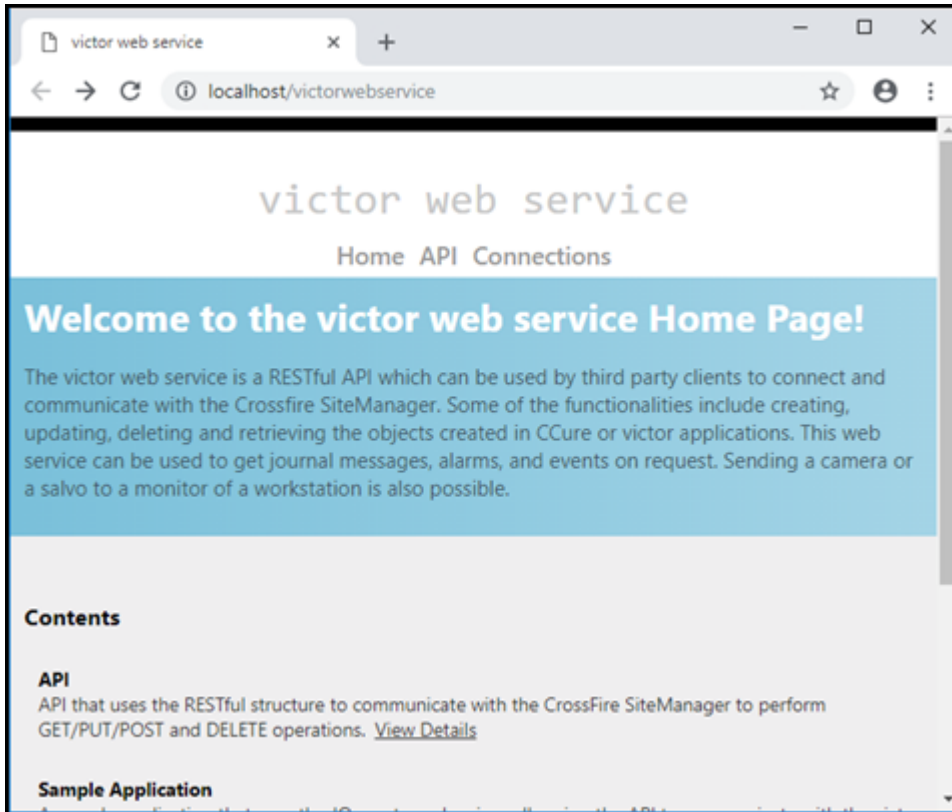 victor web service
localhost/victorwebservice
victor web service
Home API Connections
Welcome to the victor web service Home Page!
The victor web service is a RESTful API which can be used by third party clients to connect and
communicate with the Crossfire SiteManager. Some of the functionalities include creating,
updating, deleting and retrieving the objects created in CCure or victor applications. This web
service can be used to get journal messages, alarms, and events on request. Sending a camera or
a salvo to a monitor of a workstation is also possible.
Contents
API
API that uses the RESTful structure to communicate with the CrossFire SiteManager to perform
GET/PUT/POST and DELETE operations. View Details
Sample Application